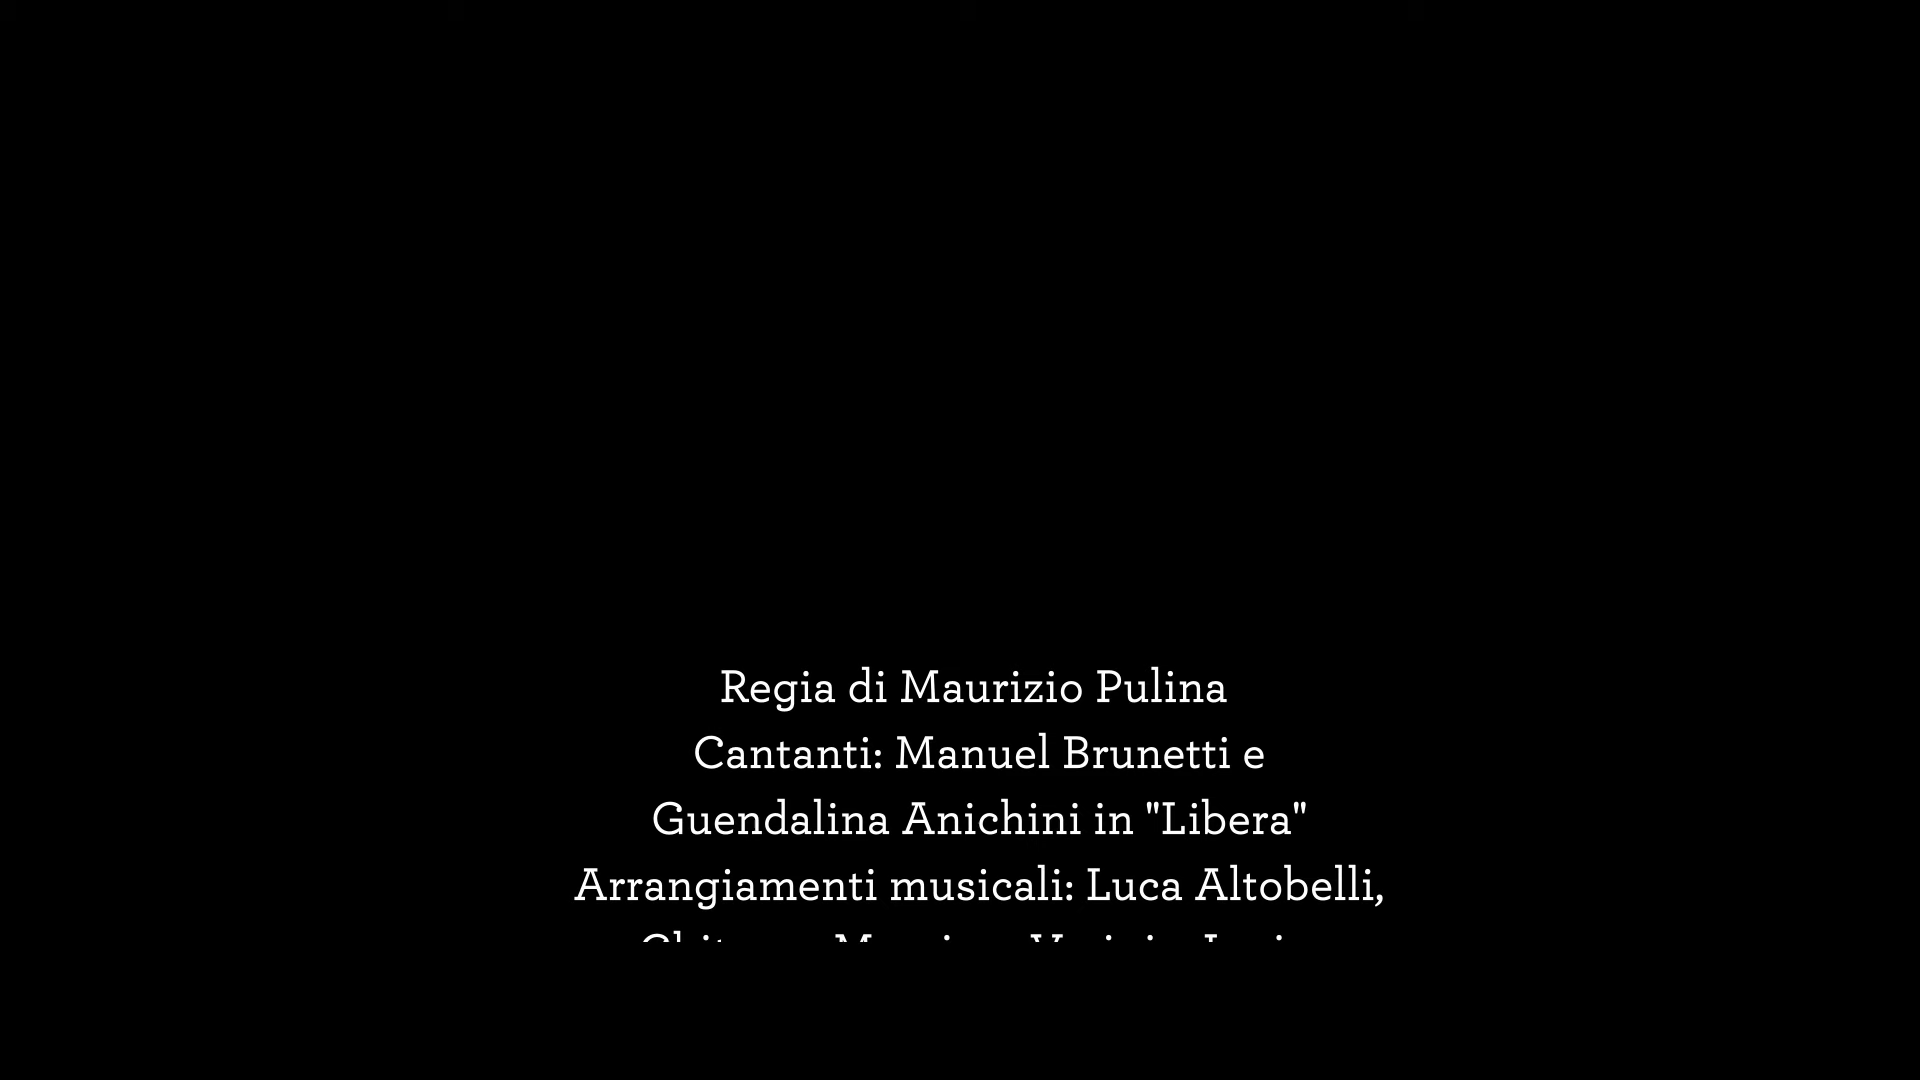 Regia di Maurizio Pulina
Cantanti: Manuel Brunetti e
Guendalina Anichini in "Libera"
Arrangiamenti musicali: Luca Altobelli,